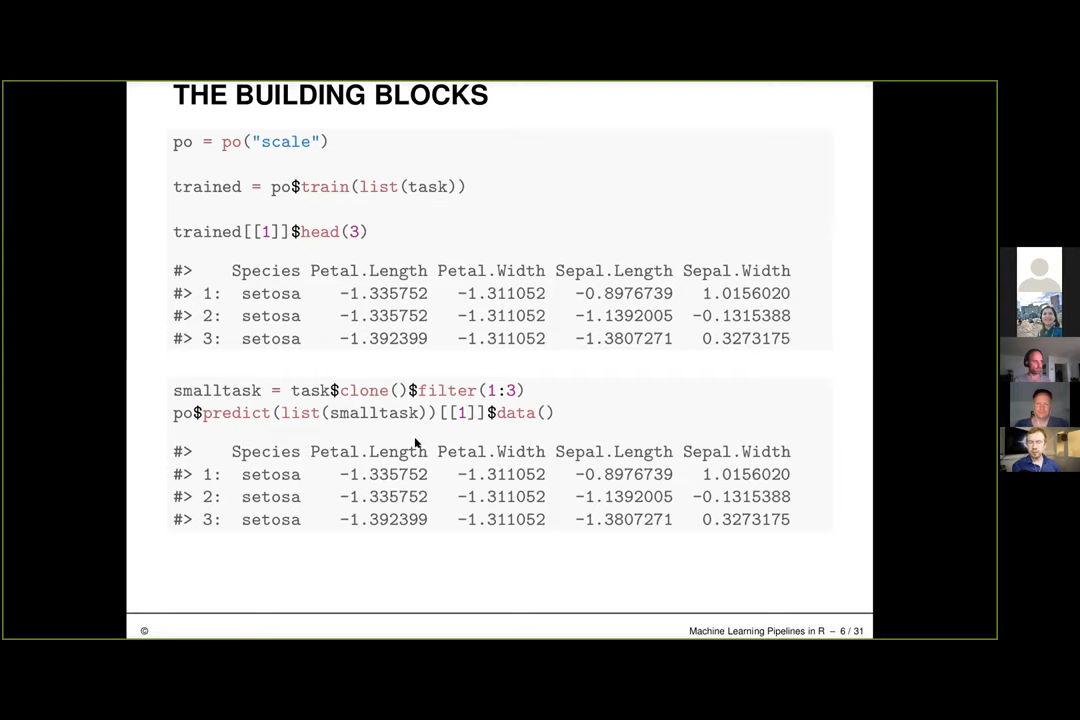 THE BUILDING BLOCKS
po = po("scale")
trained = po$train(list(task))
trained[[1]]$head(3)
#>    Species Petal.Length Petal.Width Sepal.Length Sepal.Width
#> 1:  setosa    -1.335752   -1.311052   -0.8976739   1.0156020
#> 2:  setosa    -1.335752   -1.311052   -1.1392005  -0.1315388
#> 3:  setosa    -1.392399   -1.311052   -1.3807271   0.3273175
smalltask = task$clone()$filter(1:3)
po$predict(list(smalltask))[[1]]$data()
#>    Species Petal.Length Petal.Width Sepal.Length Sepal.Width
#> 1:  setosa    -1.335752   -1.311052   -0.8976739   1.0156020
#> 2:  setosa    -1.335752   -1.311052   -1.1392005  -0.1315388
#> 3:  setosa    -1.392399   -1.311052   -1.3807271   0.3273175
© Machine Learning Pipelines in R – 6 / 31